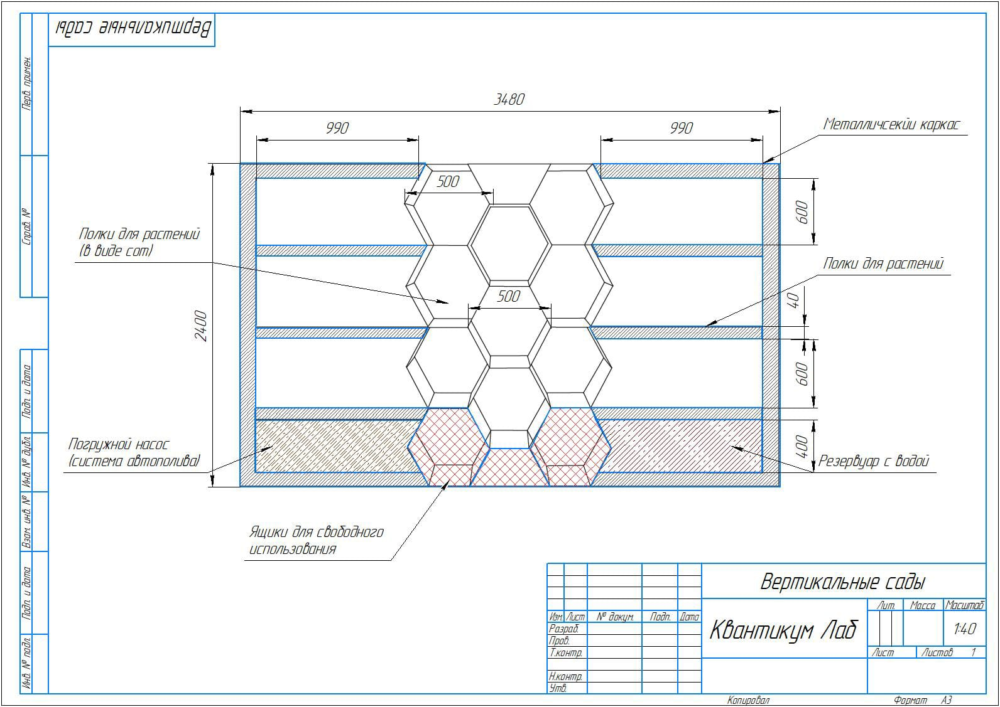 Вертикальные сады
Перв. примен.
Справ. №
Подп. и дата
Инв. № дубл.
Взам. инв. №
Подп. и дата
Инв. № подл.
3480
990
990
Металличсекйи каркас
500
600
Полки для растений
(в виде сот)
Полки для растений
500
40
2400
600
Погружной насос
(система автополива)
400
Резервуар с водой
Ящики для свободного
использования
Вертикальные сады
Лит. Масса Масштаб
Изм. Лист № докум. Подп. Дата
Разраб.
Пров.
Т.контр.
Н.контр.
Утв.
Квантикум Лаб
1:40
Лист Листов 1
Копировал Формат А3